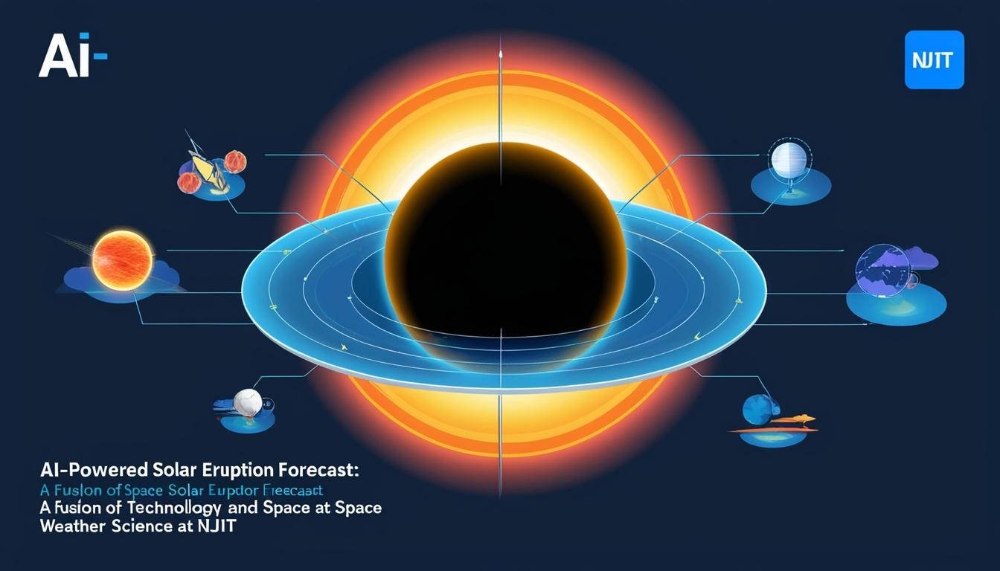 Ai-
NJIT
AI-Powered Solar Eruption Forecast:
A Fusion of Space Solar Euptior Freecast
A fusion of Technollogy and Space at Space
Weather Science at NJIT